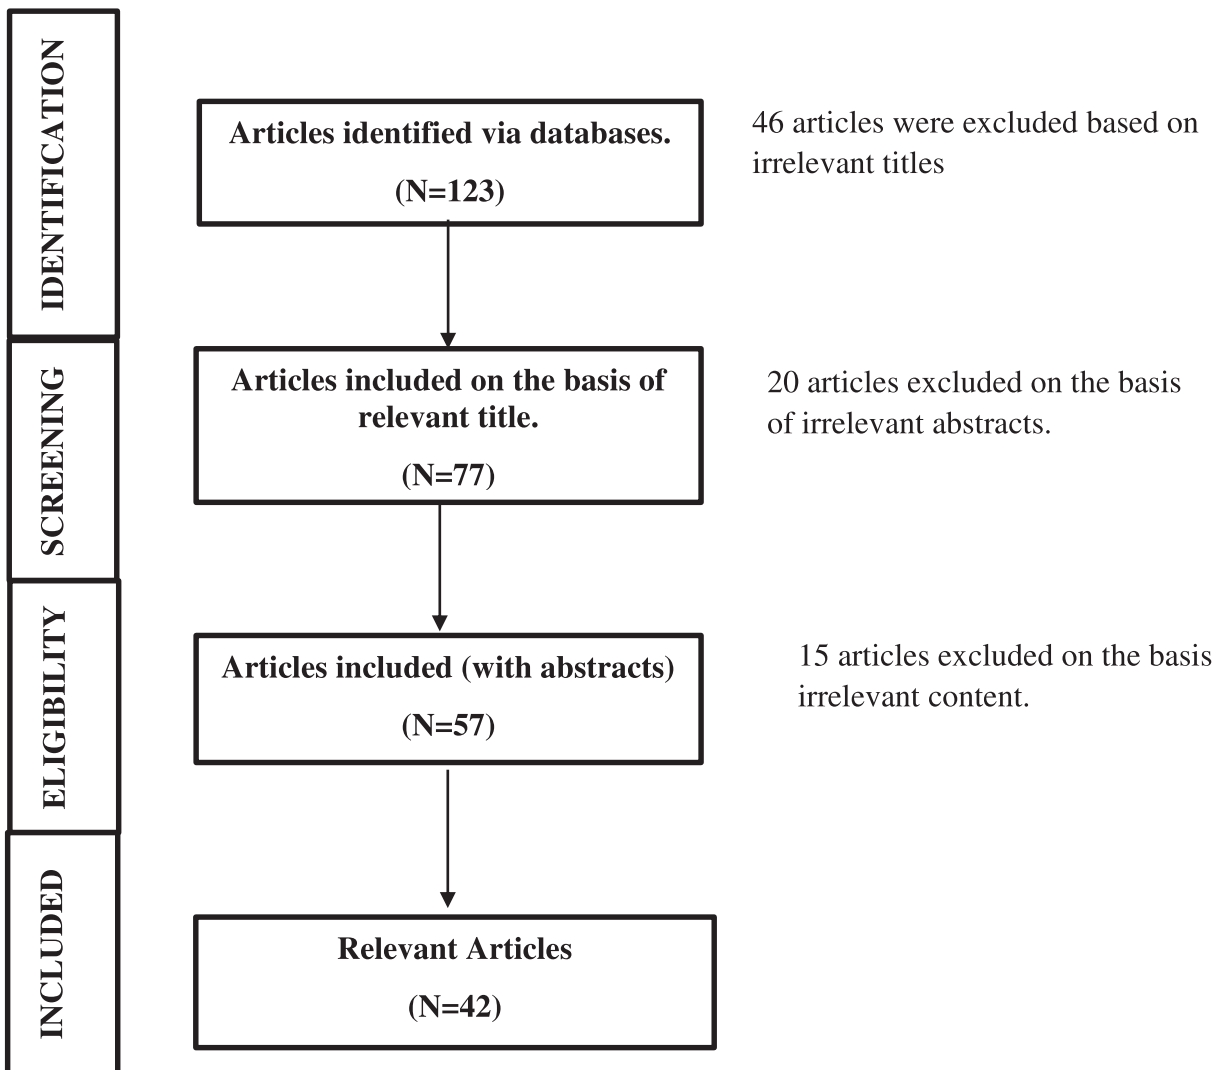 IDENTIFICATION
Articles identified via databases.
(N=123)
46 articles were excluded based on
irrelevant titles
SCREENING
Articles included on the basis of
relevant title.
(N=77)
20 articles excluded on the basis
of irrelevant abstracts.
ELIGIBILITY
Articles included (with abstracts)
(N=57)
15 articles excluded on the basis
irrelevant content.
INCLUDED
Relevant Articles
(N=42)